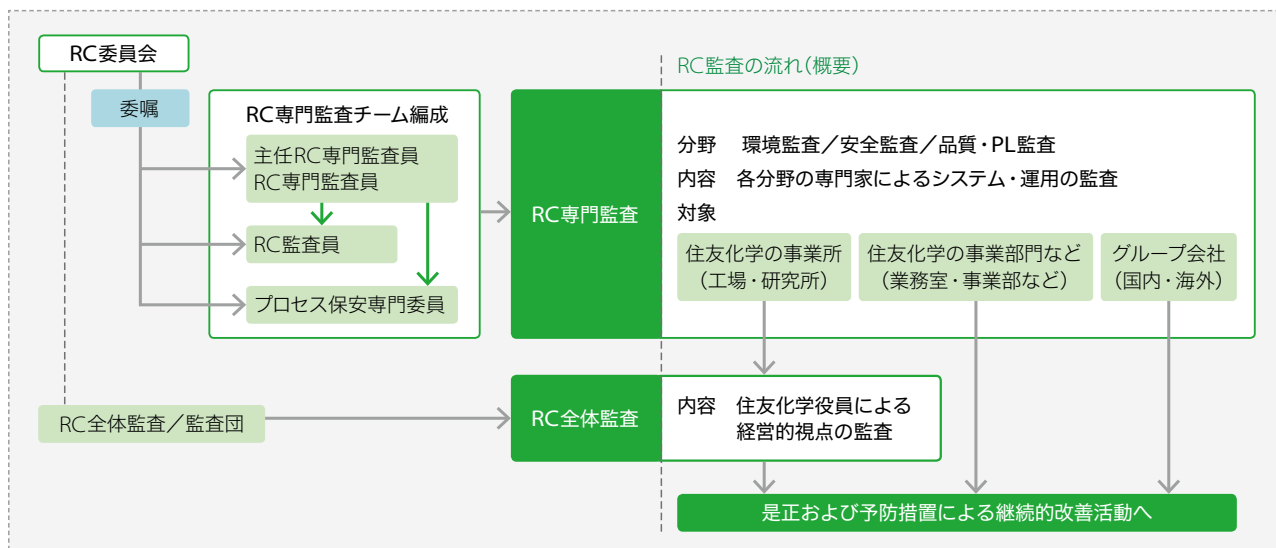 RC委員会
委嘱
RC専門監査チーム編成
主任RC専門監査員
RC専門監査員
RC監査員
プロセス保安専門委員
RC監査の流れ（概要）
RC専門監査
分野 環境監査／安全監査／品質・PL監査
内容 各分野の専門家によるシステム・運用の監査
対象
住友化学の事業所
（工場・研究所）
住友化学の事業部門など
（業務室・事業部など）
グループ会社
（国内・海外）
RC全体監査／監査団
RC全体監査
内容 住友化学役員による
経営的視点の監査
是正および予防措置による継続的改善活動へ